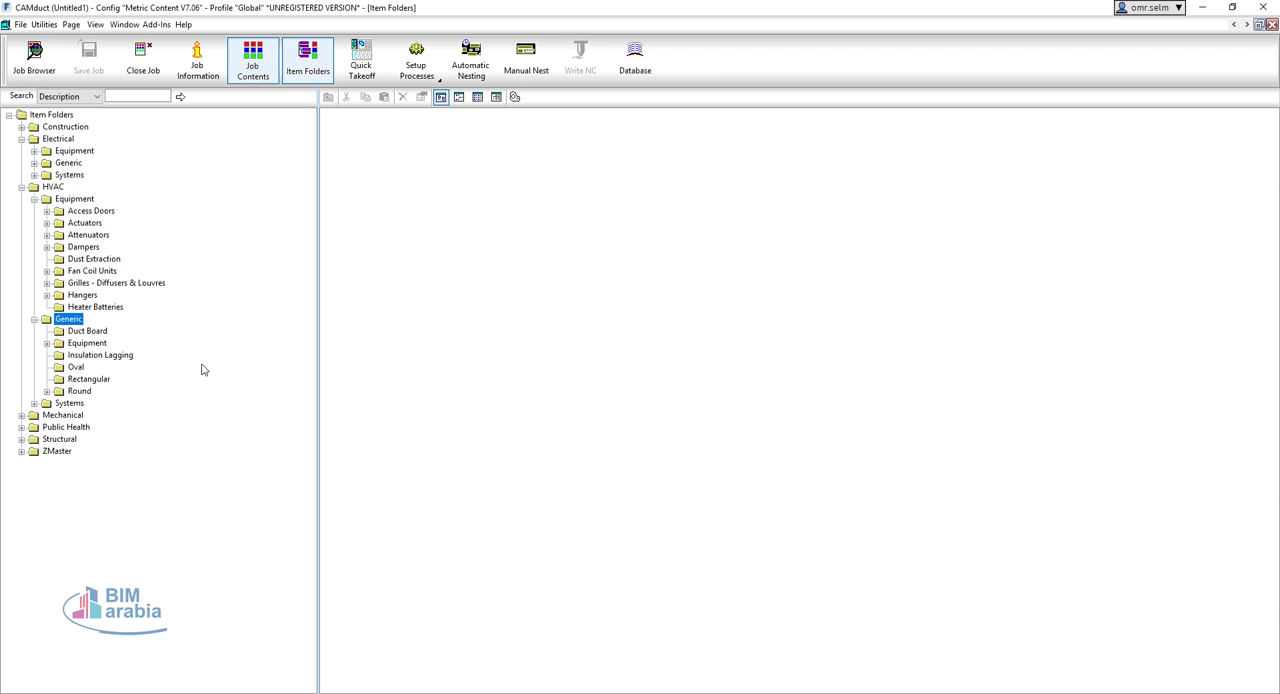 CAMduct (Untitled1) - Config "Metric Content V7.06" - Profile "Global" *UNREGISTERED VERSION* - [Item Folders]
omr.selm
File Utilities Page View Window Add-Ins Help
Job Browser
Save Job
Close Job
Job Information
Job Contents
Item Folders
Quick Takeoff
Setup Processes
Automatic Nesting
Manual Nest
Write NC
Database
Search Description
Item Folders
Construction
Electrical
Equipment
Generic
Systems
HVAC
Equipment
Access Doors
Actuators
Attenuators
Dampers
Dust Extraction
Fan Coil Units
Grilles - Diffusers & Louvres
Hangers
Heater Batteries
Generic
Duct Board
Equipment
Insulation Lagging
Oval
Rectangular
Round
Systems
Mechanical
Public Health
Structural
ZMaster
BIM
arabia